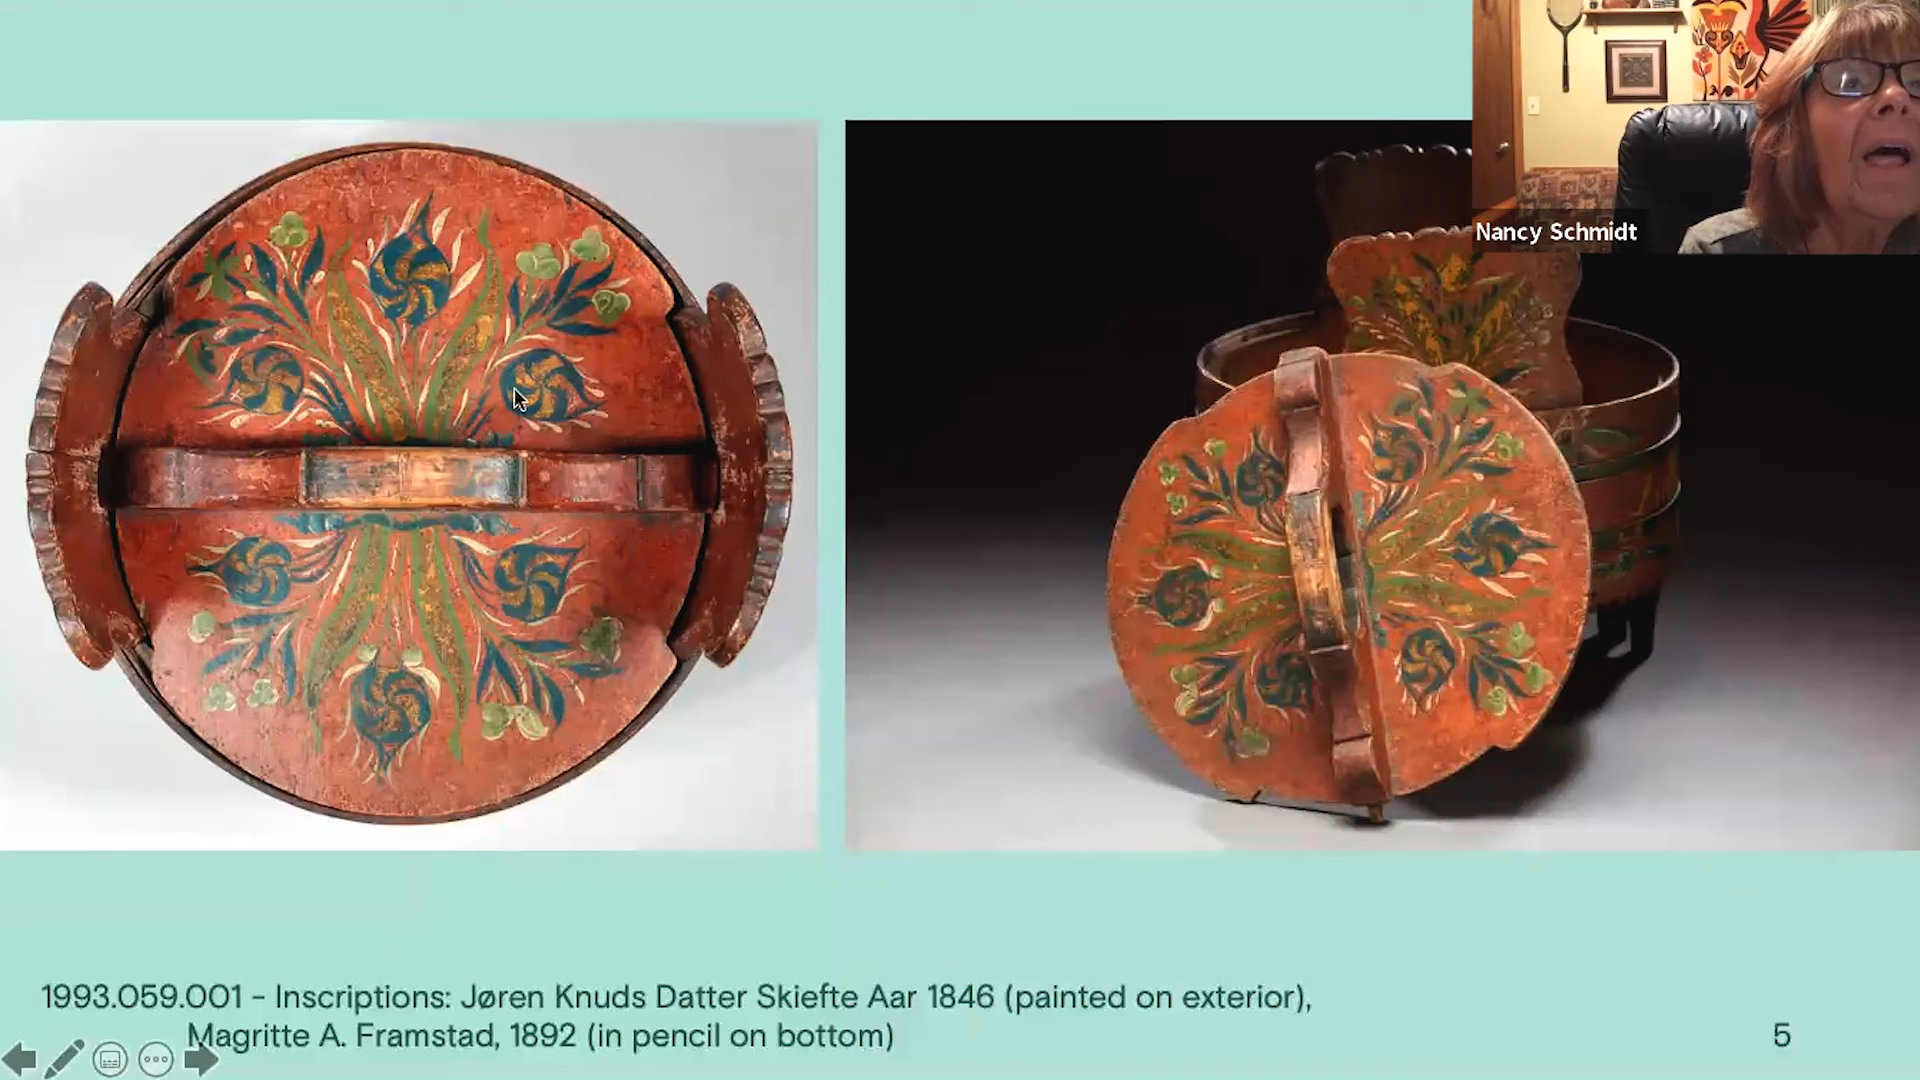 Nancy Schmidt
1993.059.001 - Inscriptions: Jøren Knuds Datter Skiefte Aar 1846 (painted on exterior),
Magritte A. Framstad, 1892 (in pencil on bottom)
5